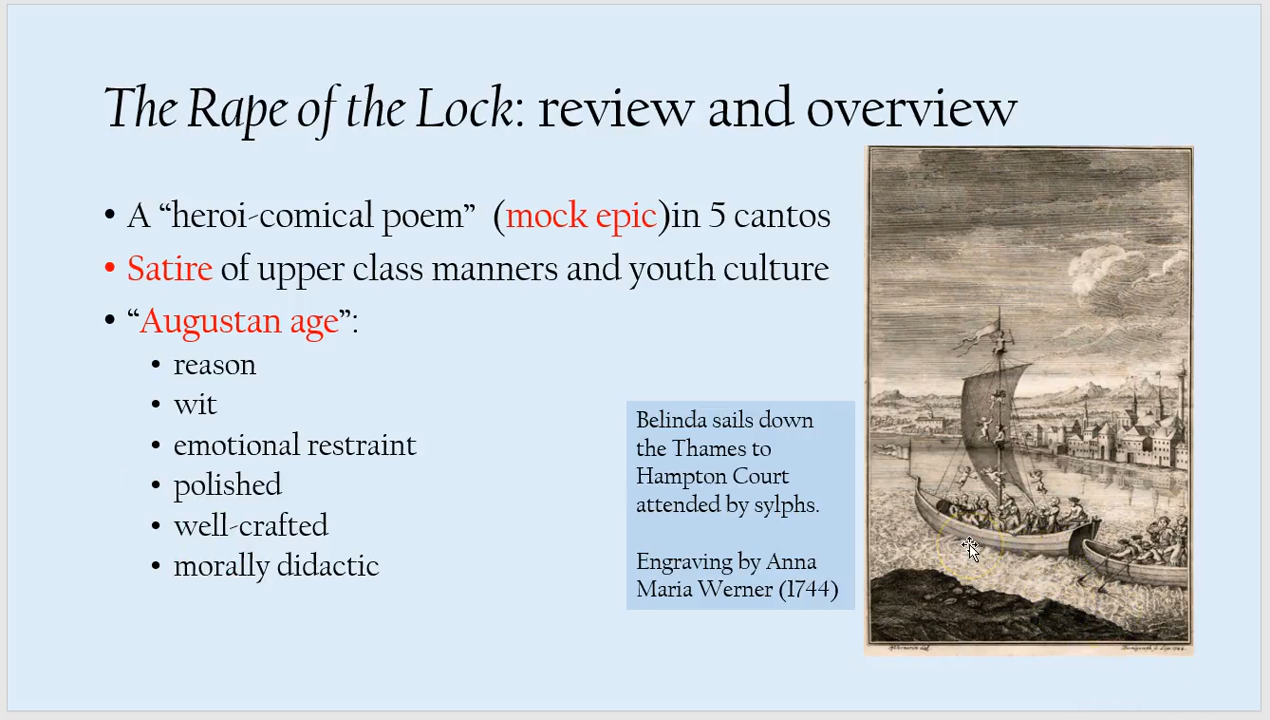 The Rape of the Lock: review and overview
• A “heroi-comical poem” (mock epic)in 5 cantos
• Satire of upper class manners and youth culture
• “Augustan age”:
• reason
• wit
• emotional restraint
• polished
• well-crafted
• morally didactic
Belinda sails down
the Thames to
Hampton Court
attended by sylphs.
Engraving by Anna
Maria Werner (1744)